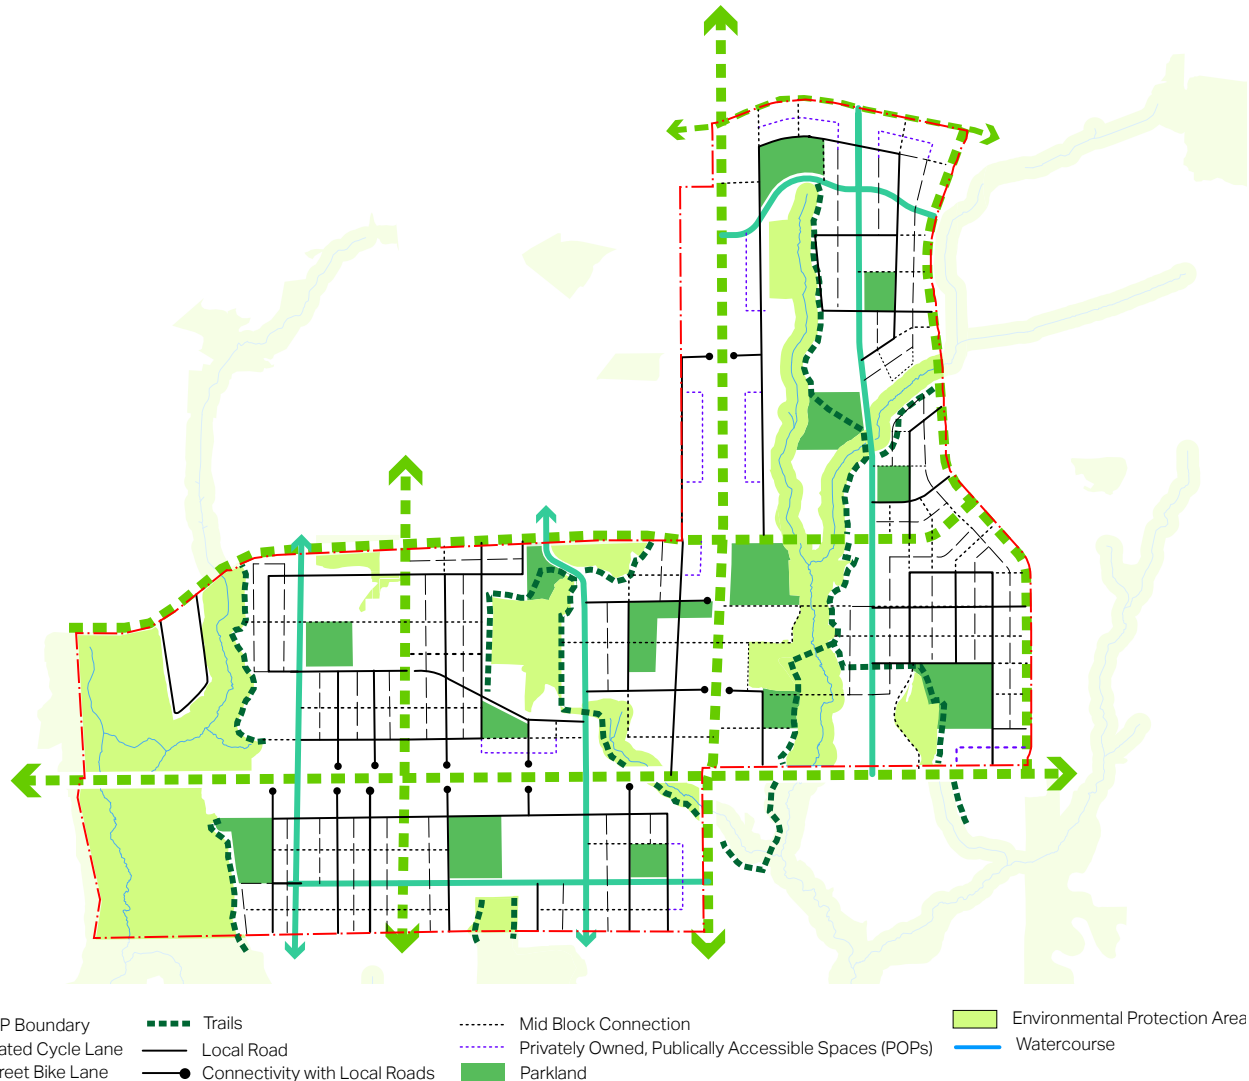 P Boundary
ated Cycle Lane
reet Bike Lane
Trails
Local Road
Connectivity with Local Roads
Mid Block Connection
Privately Owned, Publically Accessible Spaces (POPs)
Parkland
Environmental Protection Area
Watercourse